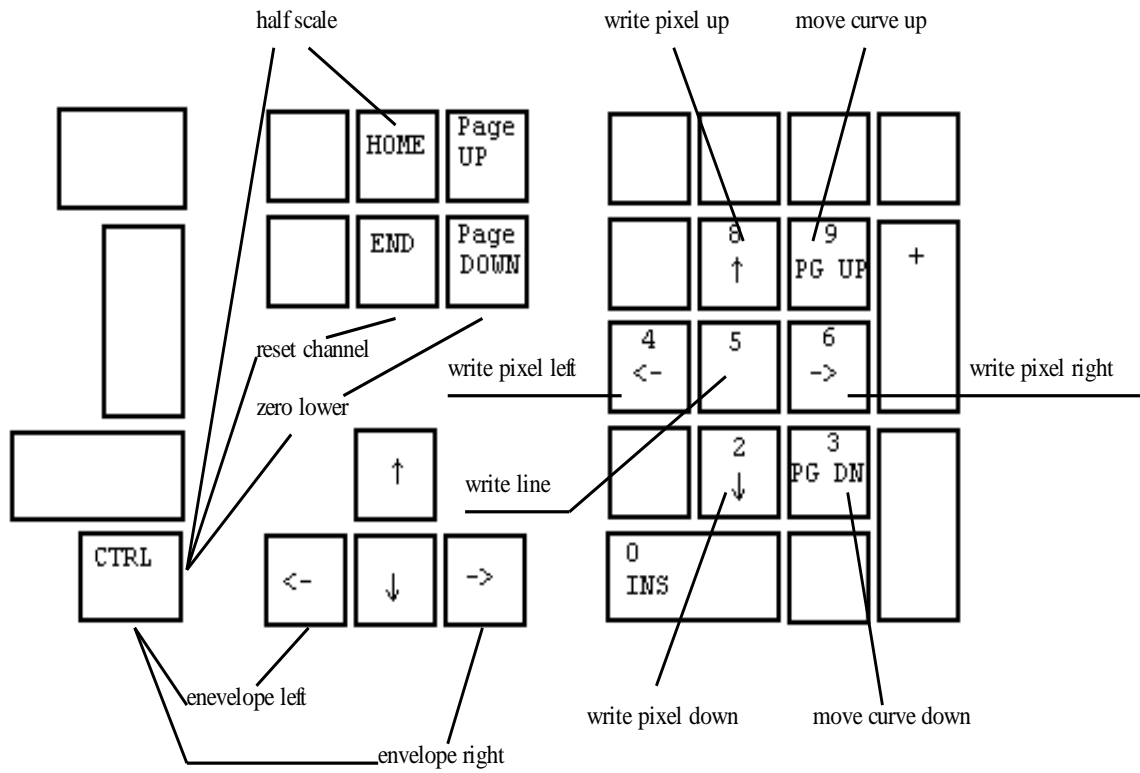 half scale
write pixel up
move curve up
HOME
Page
UP
END
Page
DOWN
8
↑
9
PG UP
+
reset channel
write pixel left
4
<-
5
6
->
write pixel right
zero lower
↑
write line
2
↓
3
PG DN
CTRL
<-
↓
->
0
INS
enevelope left
write pixel down
move curve down
envelope right